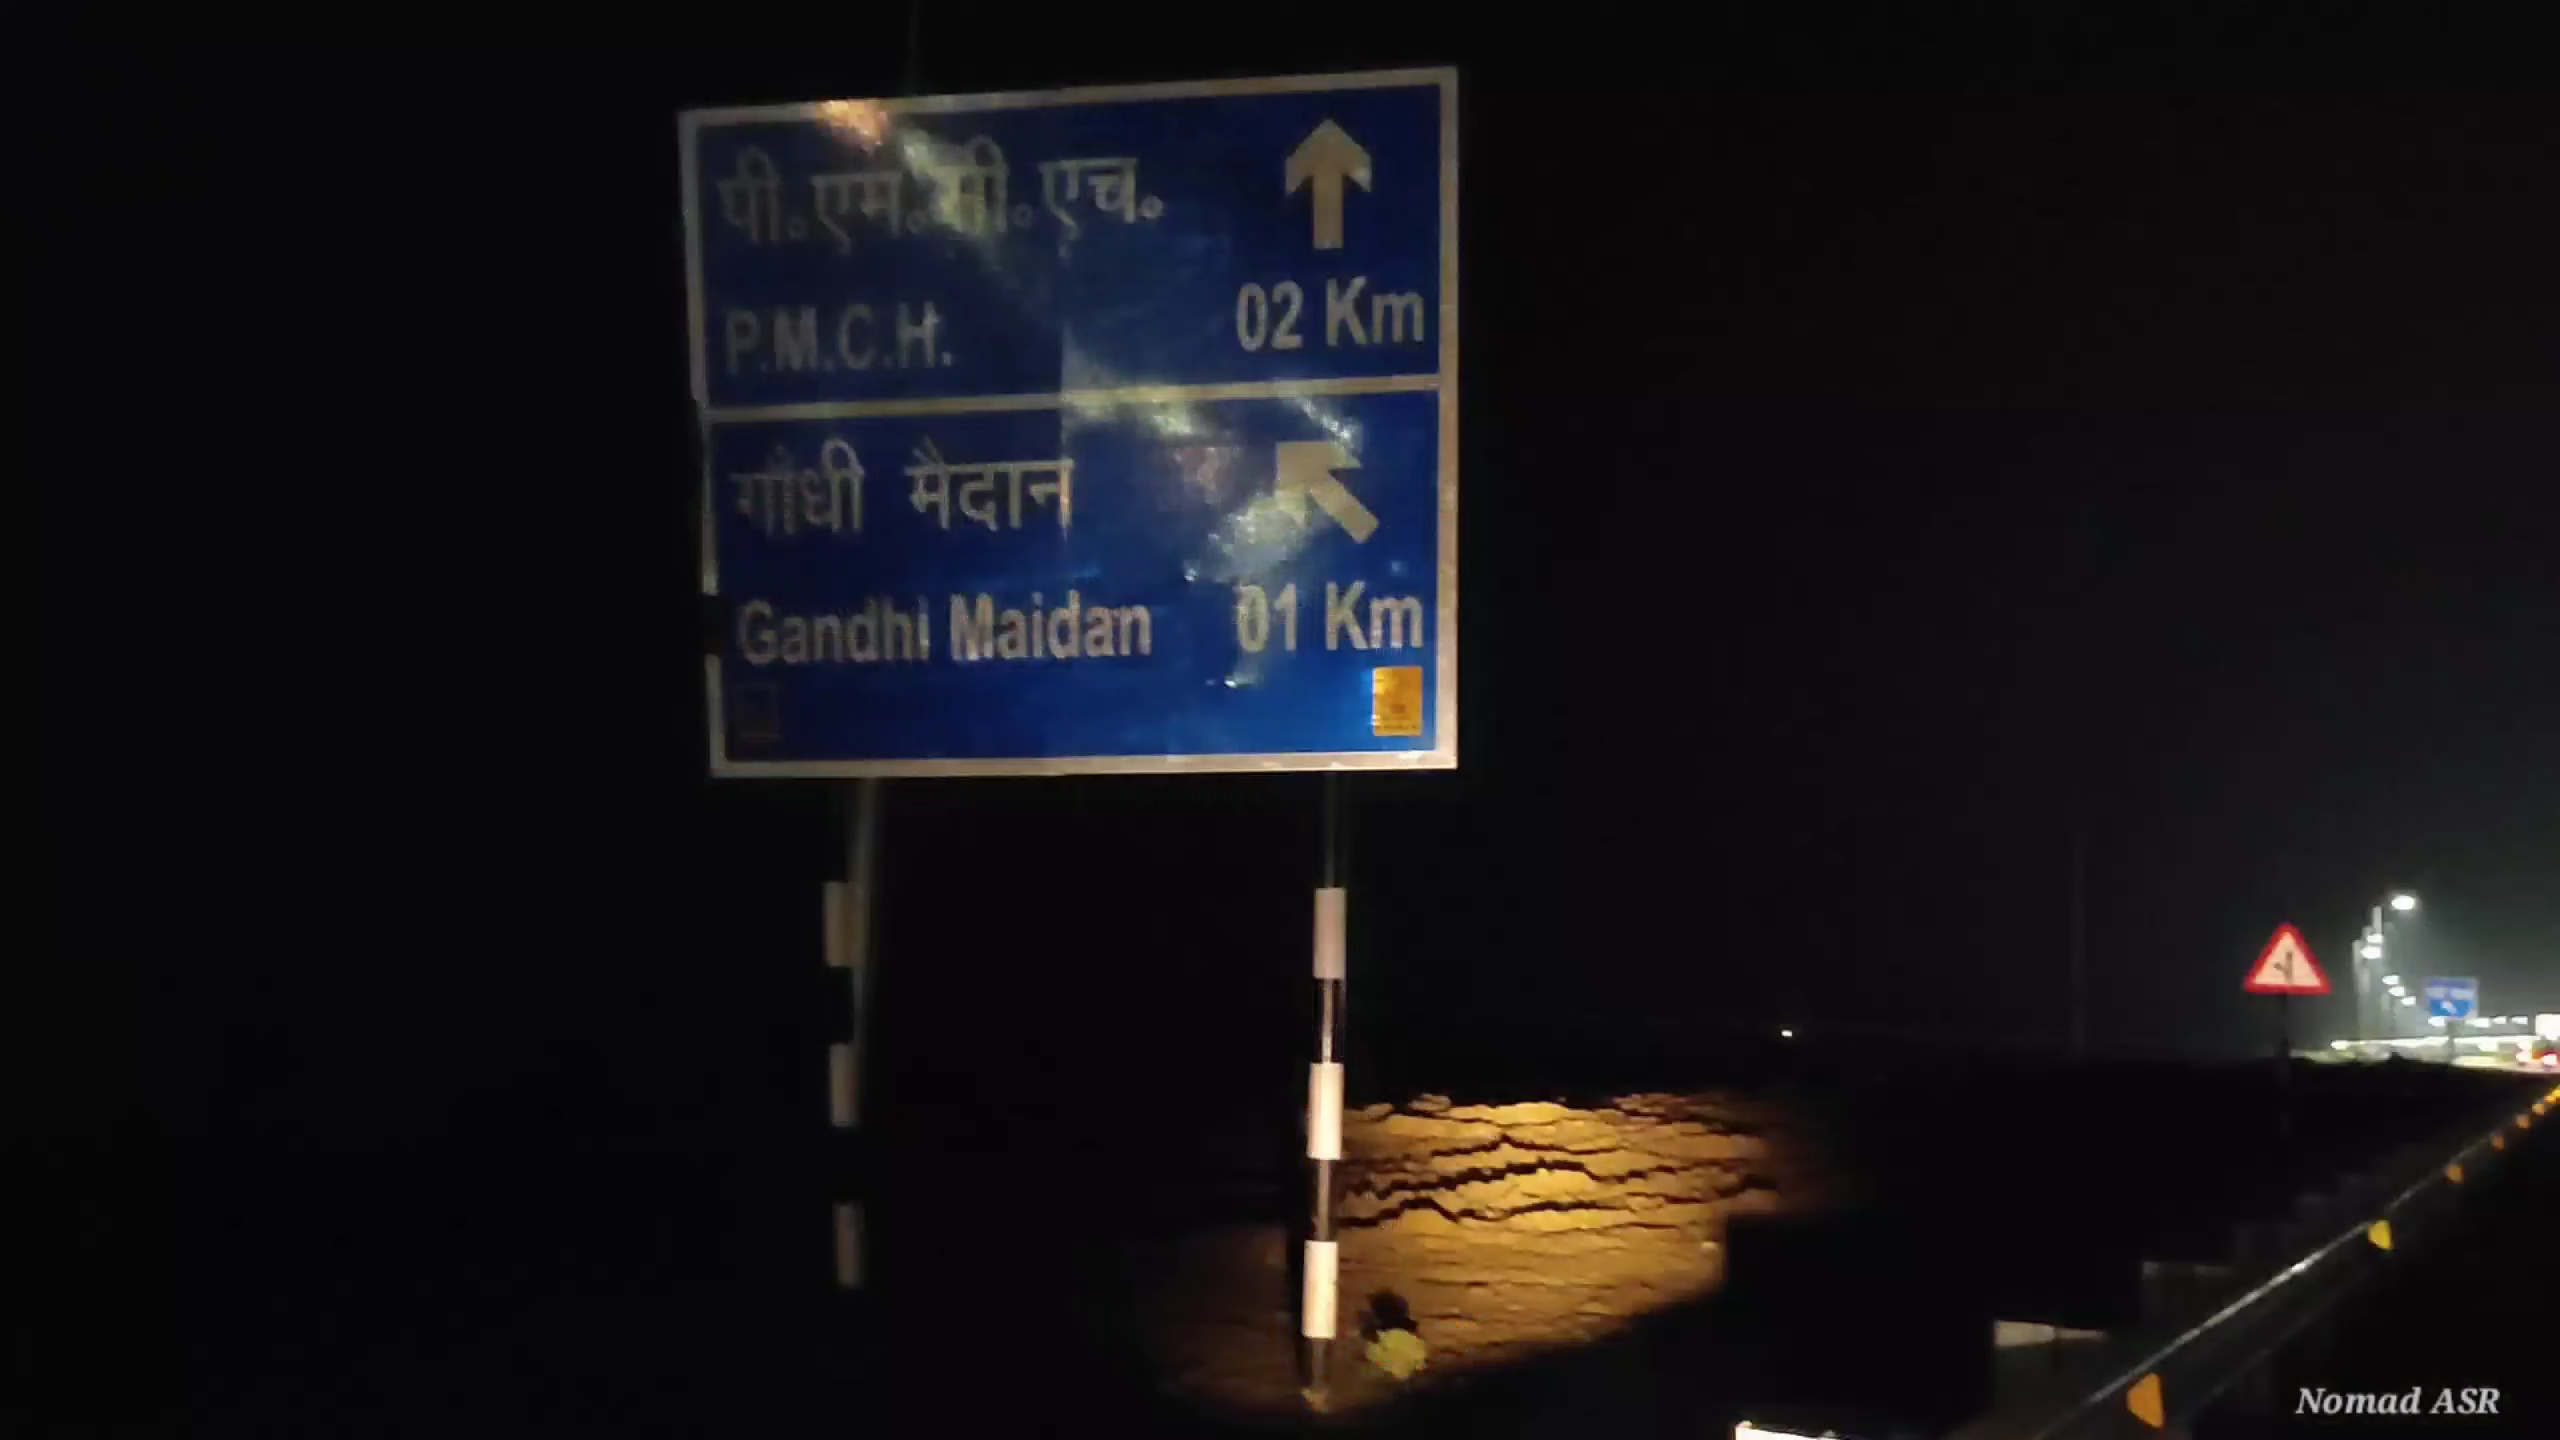 पी॰एम॰सी॰एच॰
P.M.C.H.
02 Km
गाँधी मैदान
Gandhi Maidan
01 Km
Nomad ASR